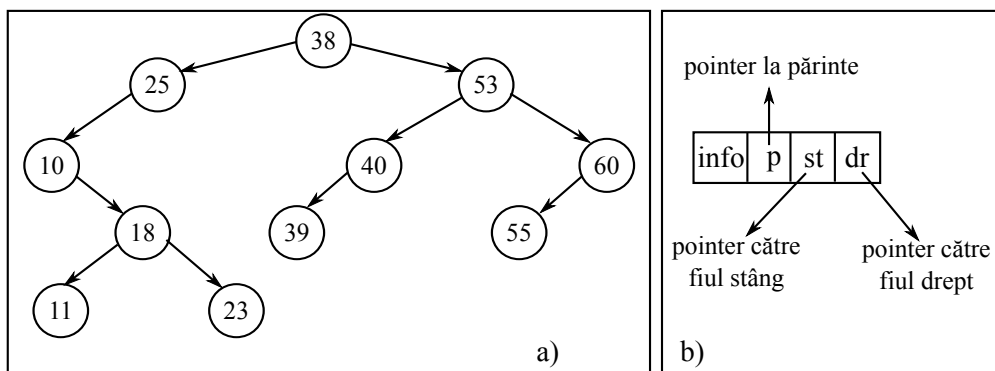 38
25
53
10
40
60
18
39
55
11
23
a)
pointer la părinte
info p st dr
pointer către
fiul stâng
pointer către
fiul drept
b)